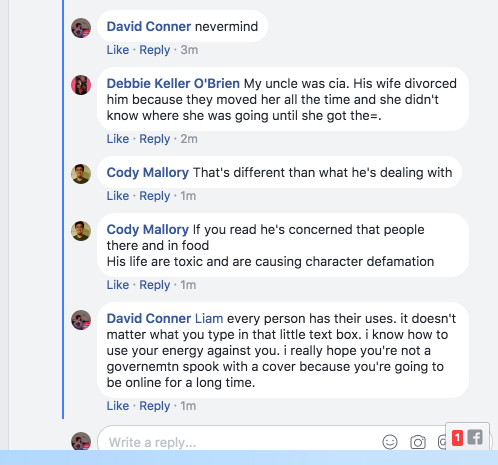 David Conner nevermind
Like · Reply · 3m
Debbie Keller O'Brien My uncle was cia. His wife divorced
him because they moved her all the time and she didn't
know where she was going until she got the=.
Like · Reply · 2m
Cody Mallory That's different than what he's dealing with
Like · Reply · 1m
Cody Mallory If you read he's concerned that people
there and in food
His life are toxic and are causing character defamation
Like · Reply · 1m
David Conner Liam every person has their uses. it doesn't
matter what you type in that little text box. i know how to
use your energy against you. i really hope you're not a
governemtn spook with a cover because you're going to
be online for a long time.
Like · Reply · 1m
Write a reply...
1